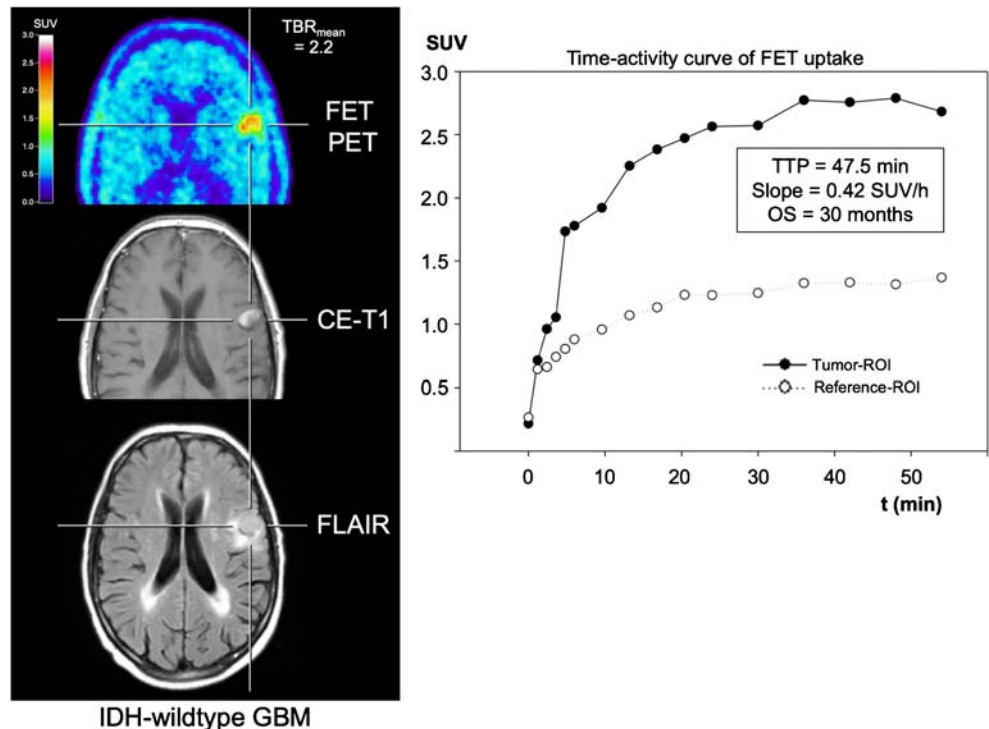 SUV
3.0
2.5
2.0
1.5
1.0
0.5
0.0
TBRmean
= 2.2
FET
PET
CE-T1
FLAIR
IDH-wildtype GBM
SUV
Time-activity curve of FET uptake
3.0
2.5
2.0
1.5
1.0
0.5
TTP = 47.5 min
Slope = 0.42 SUV/h
OS = 30 months
Tumor-ROI
Reference-ROI
0 10 20 30 40 50
t (min)